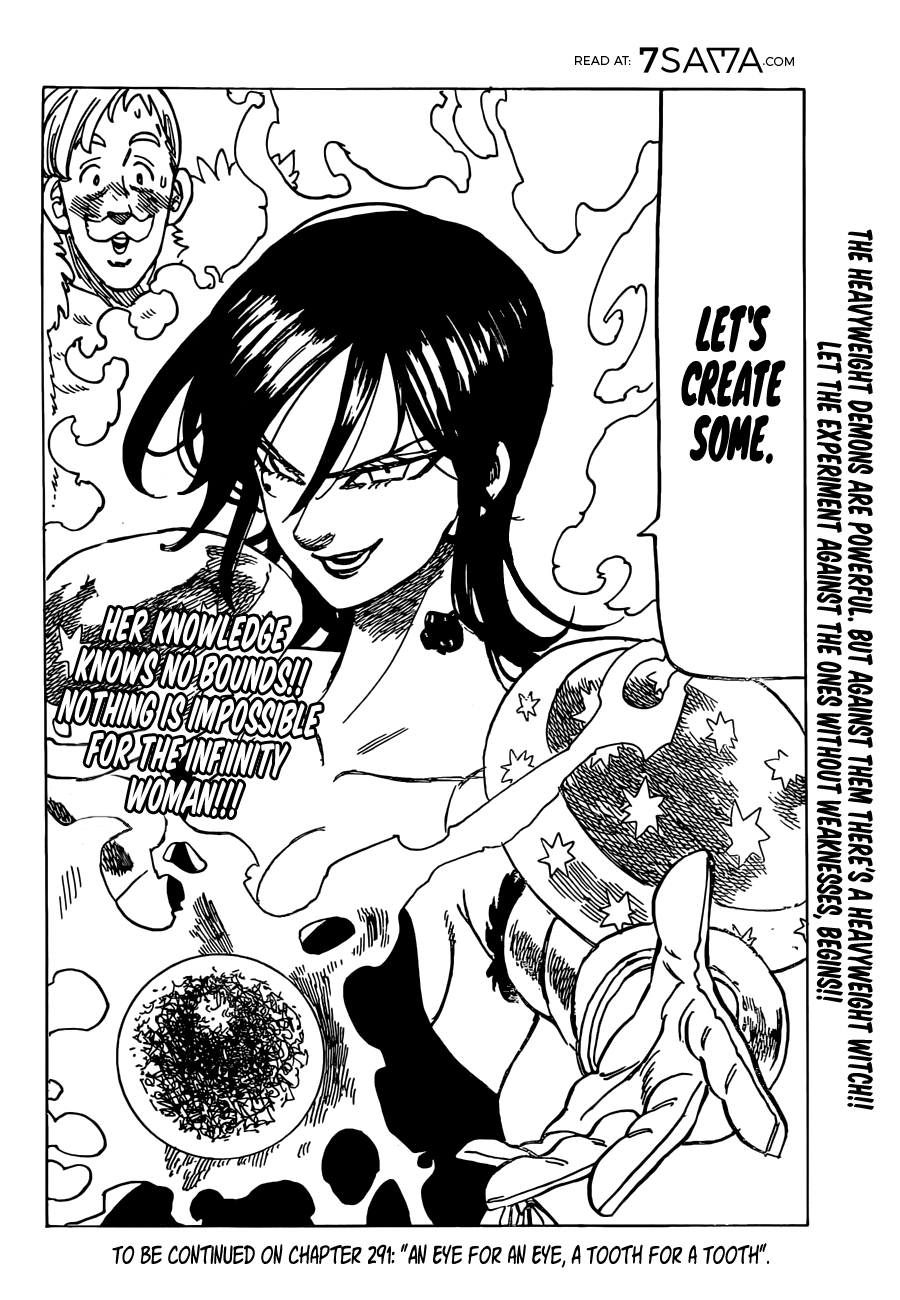 READ AT: 7SAMA.COM
LET'S
CREATE
SOME.
THE HEAVYWEIGHT DEMONS ARE POWERFUL. BUT AGAINST THEM THERE'S A HEAVYWEIGHT WITCH!!
LET THE EXPERIMENT AGAINST THE ONES WITHOUT WEAKNESSES, BEGINS!!
HER KNOWLEDGE
KNOWS NO BOUNDS!!
NOTHING IS IMPOSSIBLE
FOR THE INFIINITY
WOMAN!!!
TO BE CONTINUED ON CHAPTER 291: "AN EYE FOR AN EYE, A TOOTH FOR A TOOTH".